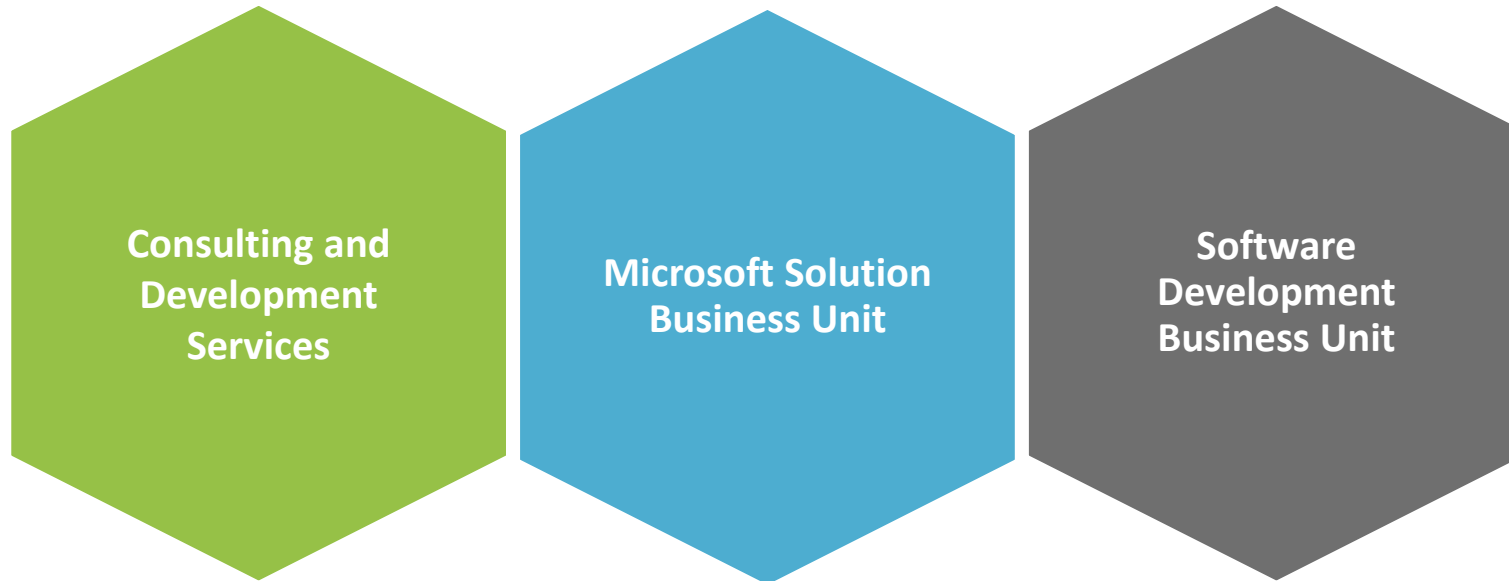 Consulting and
Development
Services
Microsoft Solution
Business Unit
Software
Development
Business Unit